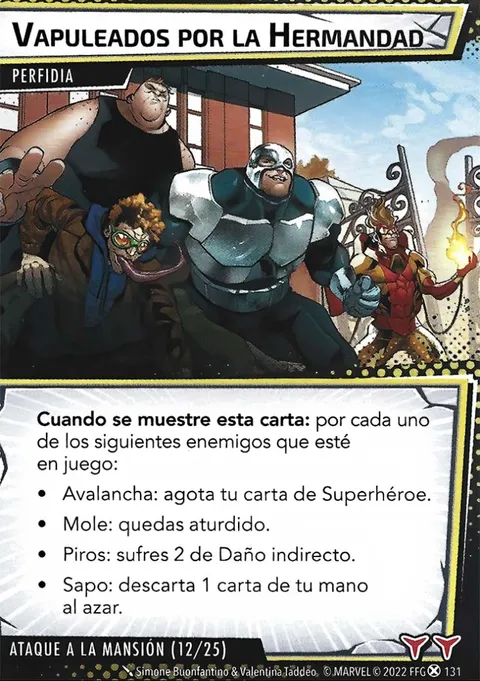 Vapuleados por la Hermandad
PERFIDIA
Cuando se muestre esta carta: por cada uno
de los siguientes enemigos que esté
en juego:
• Avalancha: agota tu carta de Superhéroe.
• Mole: quedas aturdido.
• Piros: sufres 2 de Daño indirecto.
• Sapo: descarta 1 carta de tu mano
al azar.
ATAQUE A LA MANSIÓN (12/25)
Simone Buonfantino & Valentina Taddeo. © MARVEL © 2022 FFG 131